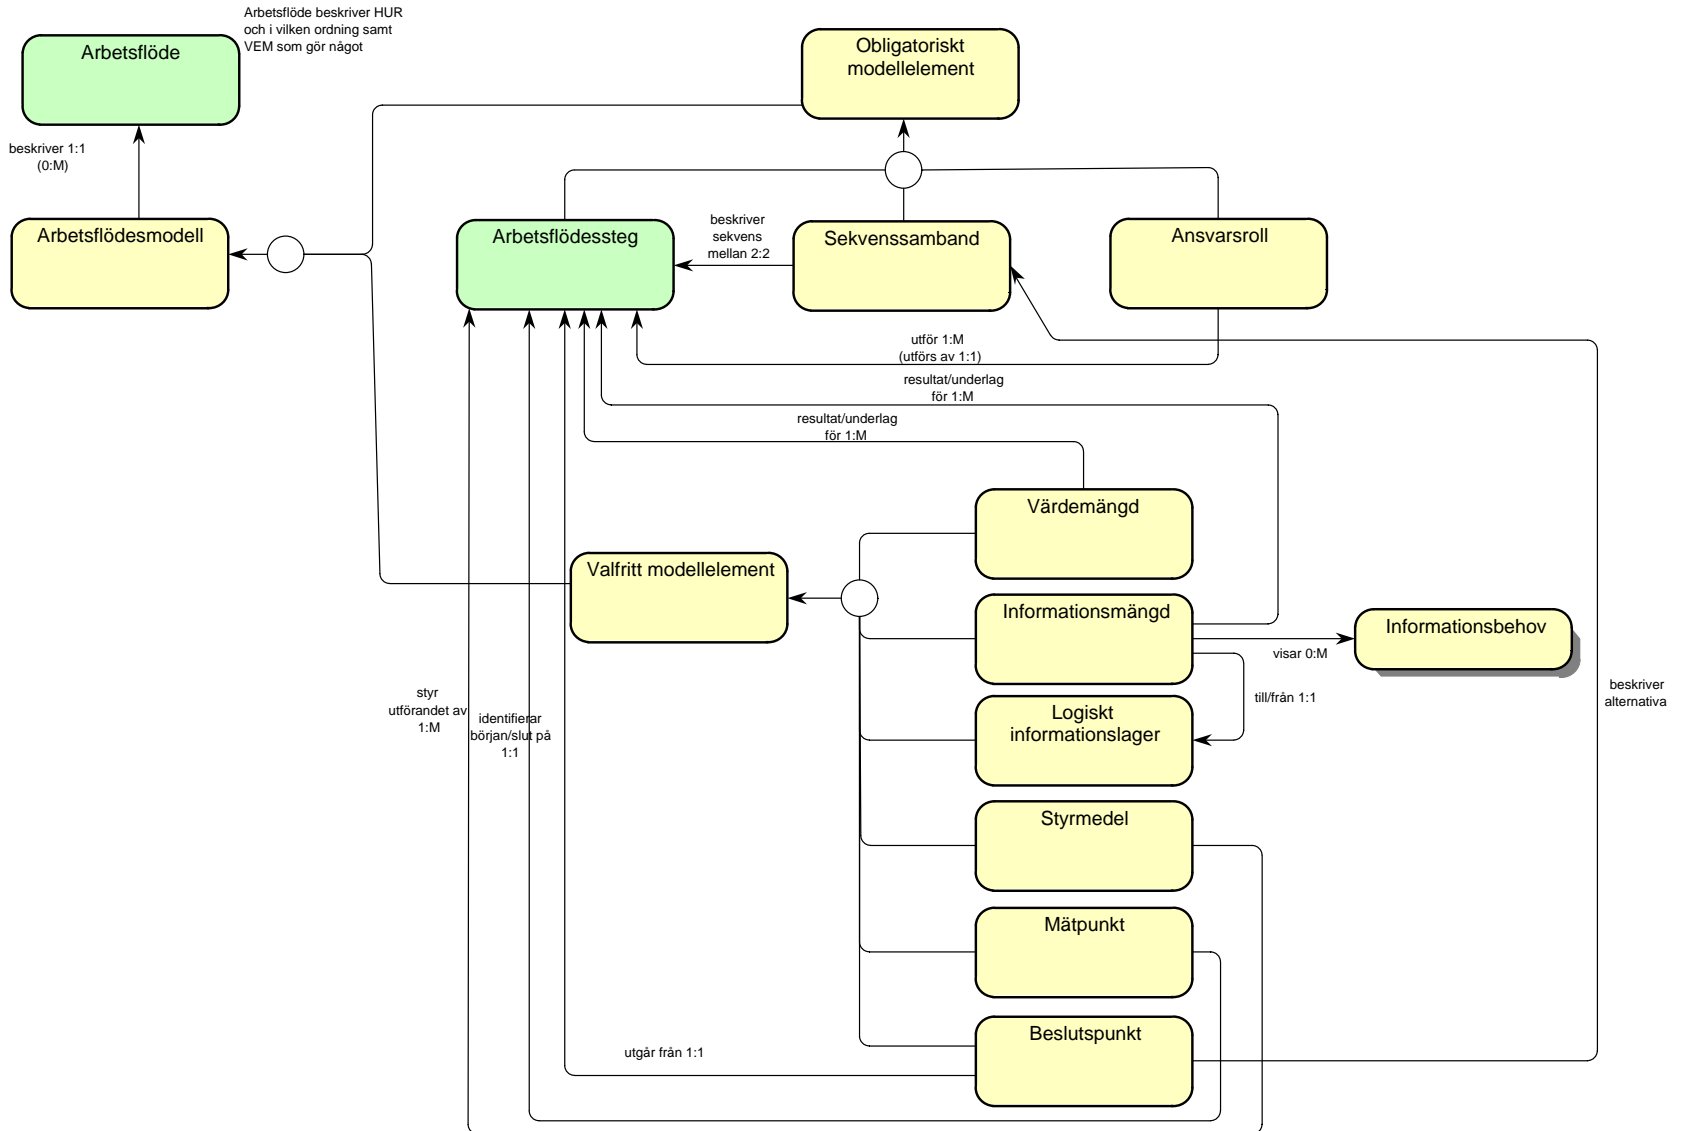 Arbetsflöde beskriver HUR
och i vilken ordning samt
VEM som gör något
Arbetsflöde
Obligatoriskt
modellelement
beskriver 1:1
(0:M)
Arbetsflödesmodell
Arbetsflödessteg
beskriver
sekvens
mellan 2:2
Sekvenssamband
Ansvarsroll
utför 1:M
(utförs av 1:1)
resultat/underlag
för 1:M
resultat/underlag
för 1:M
Värdemängd
Valfritt modellelement
Informationsmängd
Informationsbehov
visar 0:M
styr
utförandet av
1:M
identifierar
början/slut på
1:1
Logiskt
informationslager
till/från 1:1
beskriver
alternativa
Styrmedel
Mätpunkt
Beslutspunkt
utgår från 1:1